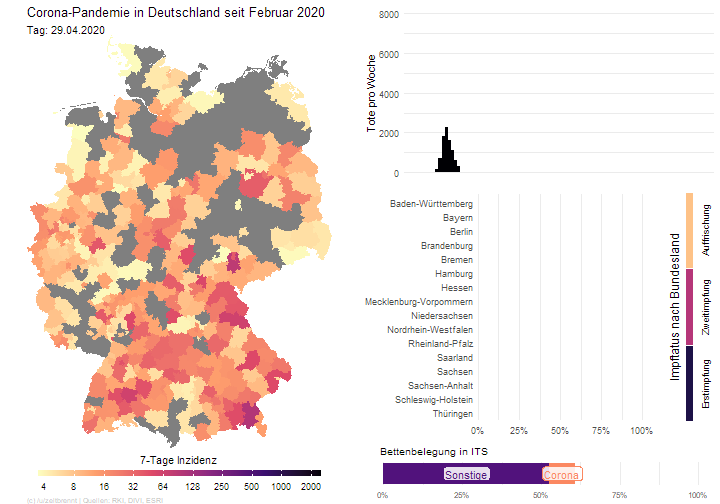 Corona-Pandemie in Deutschland seit Februar 2020
Tag: 29.04.2020
7-Tage Inzidenz
4 8 16 32 64 128 250 500 1000 2000
(c) /u/zeitbremt | Quellen: RKI, DIVI, ESRI
Tote pro Woche
8000
6000
4000
2000
0
Baden-Württemberg
Bayern
Berlin
Brandenburg
Bremen
Hamburg
Hessen
Mecklenburg-Vorpommern
Niedersachsen
Nordrhein-Westfalen
Rheinland-Pfalz
Saarland
Sachsen
Sachsen-Anhalt
Schleswig-Holstein
Thüringen
0% 25% 50% 75% 100%
Impfstatus nach Bundesland
Auffrischung
Zweitimpfung
Erstimpfung
Bettenbelegung in ITS
Sonstige
Corona
0% 25% 50% 75% 100%